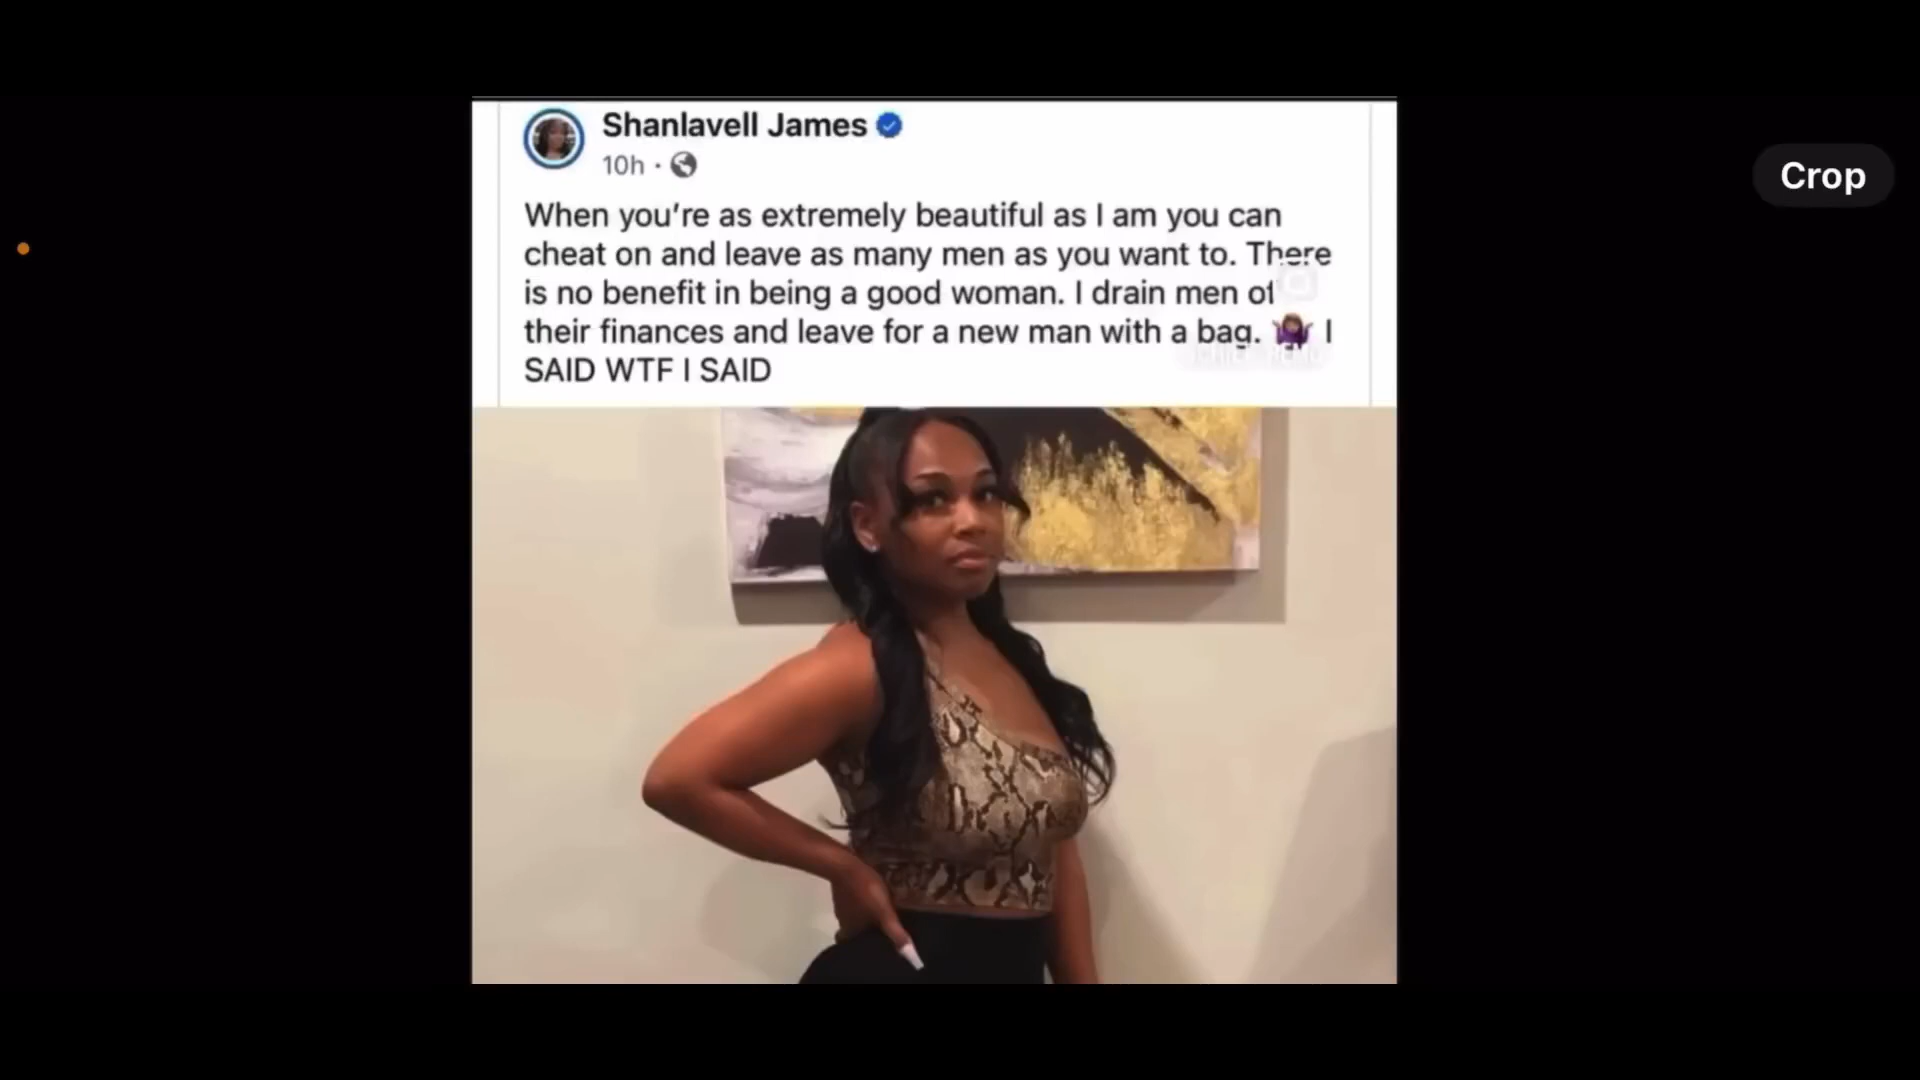 Shanlavell James
10h ·
When you're as extremely beautiful as I am you can
cheat on and leave as many men as you want to. There
is no benefit in being a good woman. I drain men of
their finances and leave for a new man with a bag. 🤷🏾‍♀️ I
SAID WTF I SAID
Crop